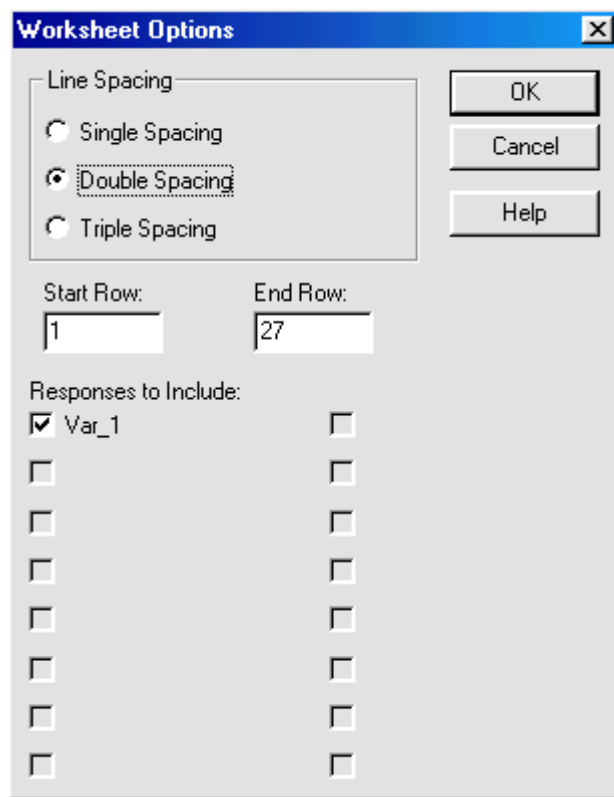 Worksheet Options
Line Spacing
Single Spacing
Double Spacing
Triple Spacing
OK
Cancel
Help
Start Row:
End Row:
1
27
Responses to Include:
Var_1